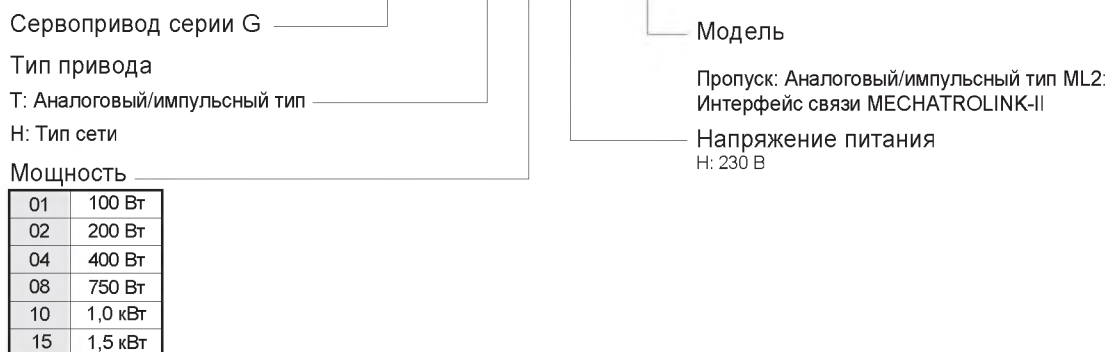 Сервопривод серии G
Тип привода
Т: Аналоговый/импульсный тип
Н: Тип сети
Мощность
01 100 Вт
02 200 Вт
04 400 Вт
08 750 Вт
10 1,0 кВт
15 1,5 кВт
Модель
Пропуск: Аналоговый/импульсный тип ML2:
Интерфейс связи MECHATROLINK-II
Напряжение питания
Н: 230 В